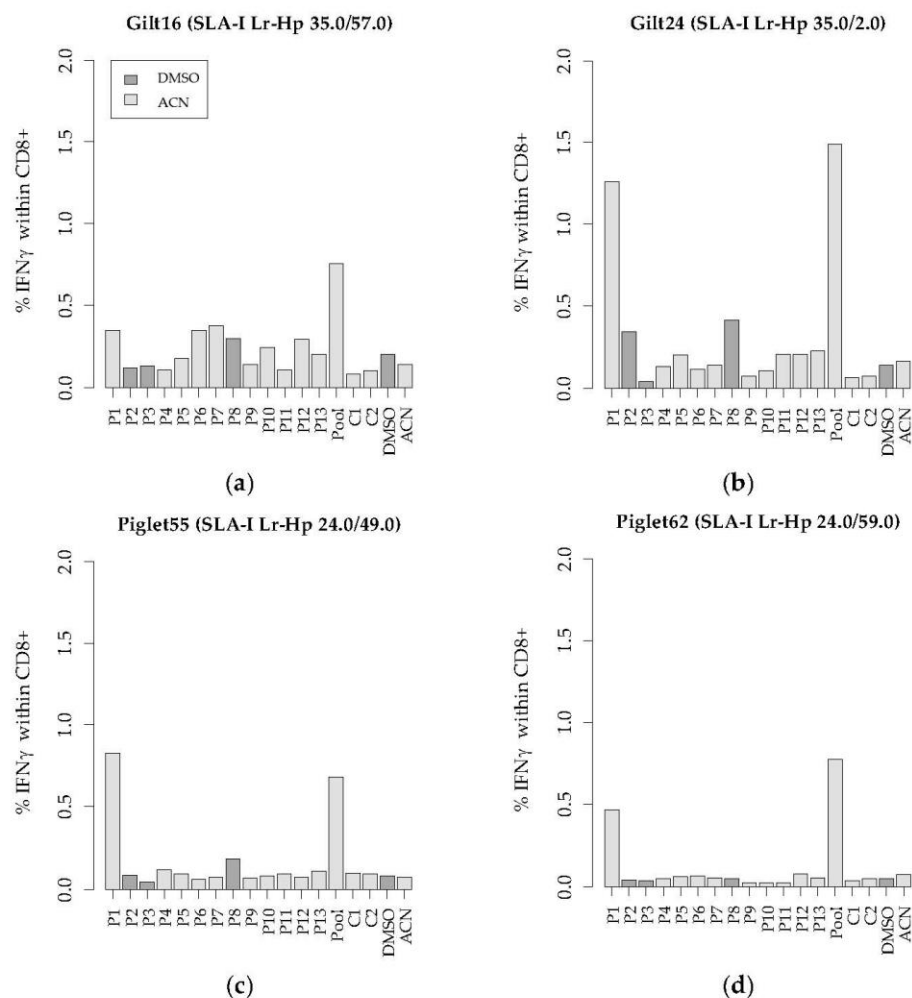 Gilt16 (SLA-I Lr-Hp 35.0/57.0)
% IFNγ within CD8+
2.0
1.5
1.0
0.5
0.0
DMSO
ACN
P1 P2 P3 P4 P5 P6 P7 P8 P9 P10 P11 P12 P13 Pool C1 C2 DMSO ACN
(a)
Gilt24 (SLA-I Lr-Hp 35.0/2.0)
% IFNγ within CD8+
2.0
1.5
1.0
0.5
0.0
P1 P2 P3 P4 P5 P6 P7 P8 P9 P10 P11 P12 P13 Pool C1 C2 DMSO ACN
(b)
Piglet55 (SLA-I Lr-Hp 24.0/49.0)
% IFNγ within CD8+
2.0
1.5
1.0
0.5
0.0
P1 P2 P3 P4 P5 P6 P7 P8 P9 P10 P11 P12 P13 Pool C1 C2 DMSO ACN
(c)
Piglet62 (SLA-I Lr-Hp 24.0/59.0)
% IFNγ within CD8+
2.0
1.5
1.0
0.5
0.0
P1 P2 P3 P4 P5 P6 P7 P8 P9 P10 P11 P12 P13 Pool C1 C2 DMSO ACN
(d)